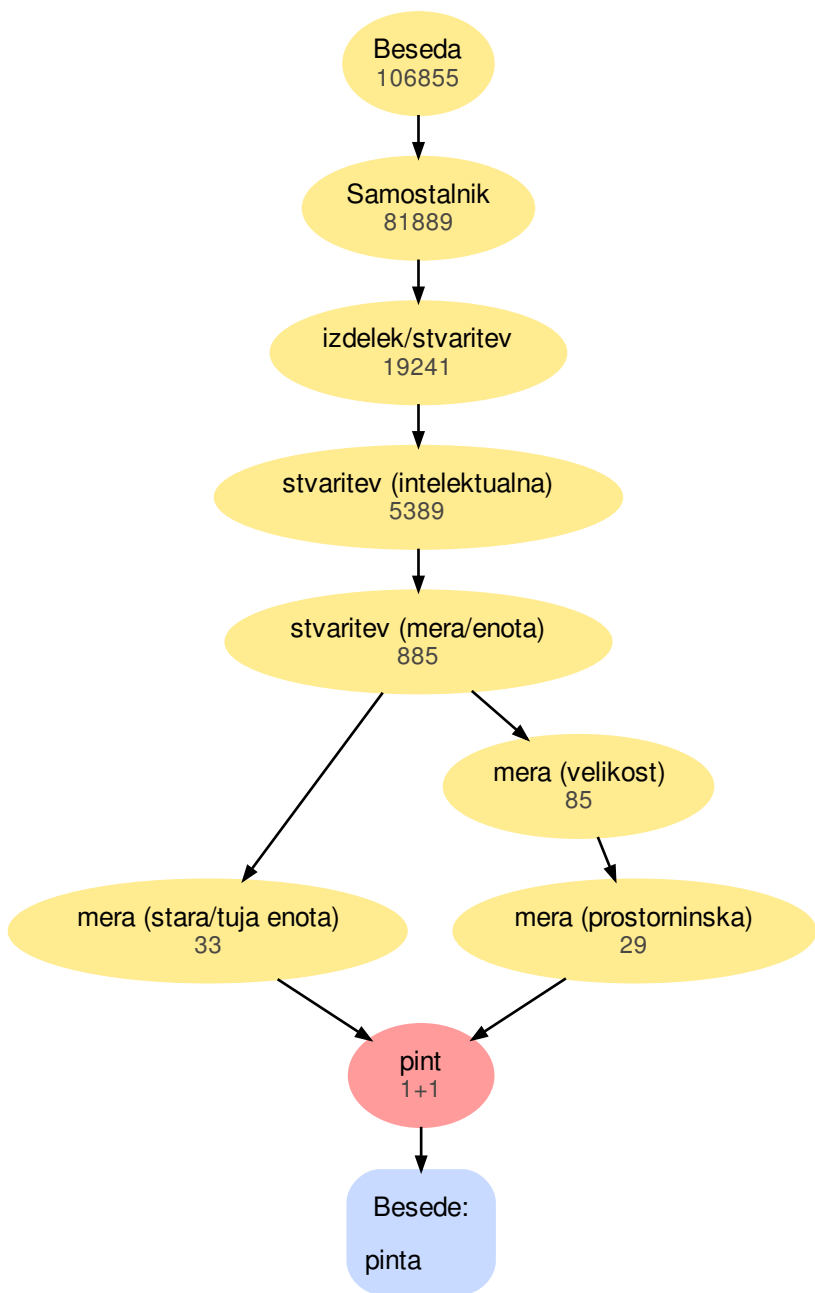 Beseda
106855
Samostalnik
81889
izdelek/stvaritev
19241
stvaritev (intelektualna)
5389
stvaritev (mera/enota)
885
mera (velikost)
85
mera (stara/tuja enota)
33
mera (prostorninska)
29
pint
1+1
Besede:
pinta